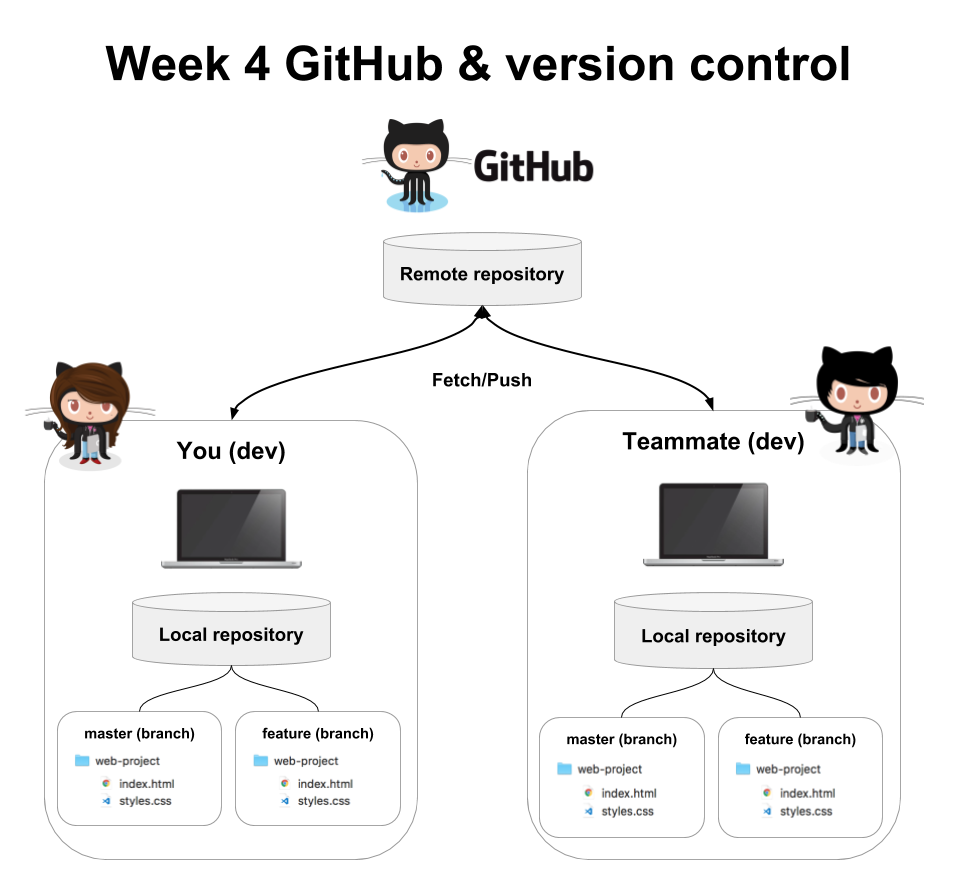 Week 4 GitHub & version control
GitHub
Remote repository
Fetch/Push
You (dev)
Local repository
master (branch)
web-project
index.html
styles.css
feature (branch)
web-project
index.html
styles.css
Teammate (dev)
Local repository
master (branch)
web-project
index.html
styles.css
feature (branch)
web-project
index.html
styles.css